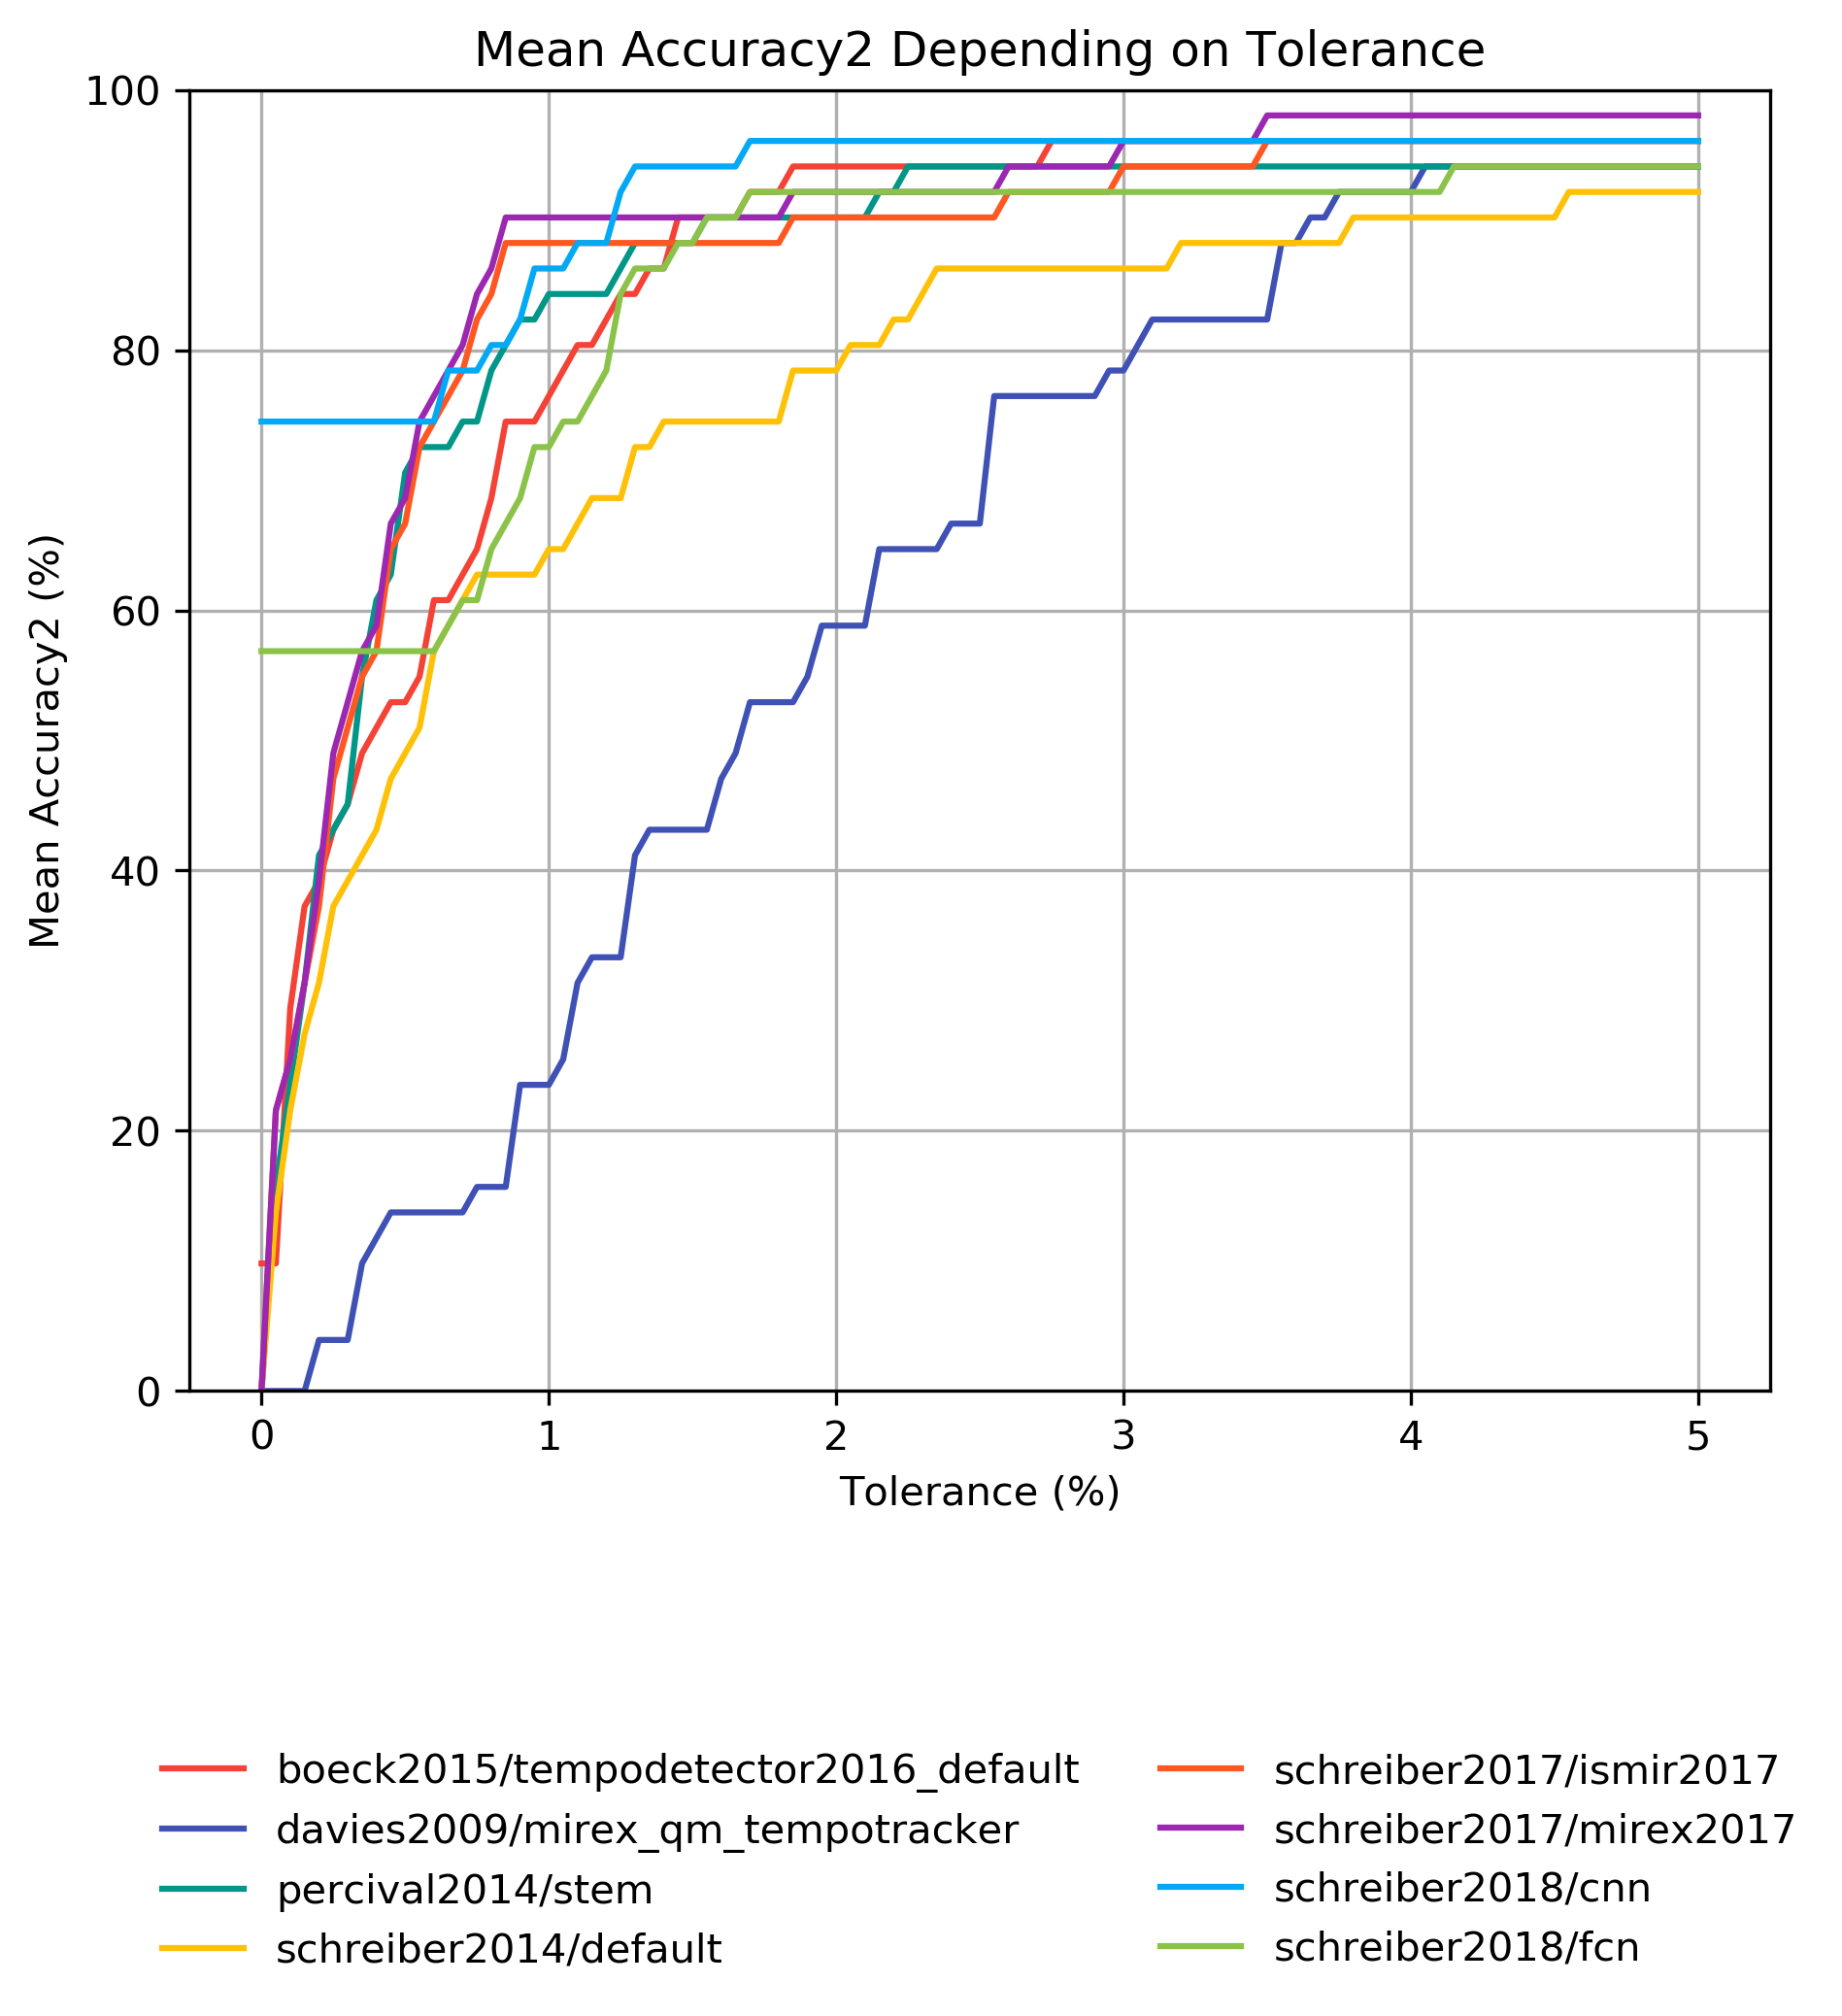 Mean Accuracy2 Depending on Tolerance
100
80
60
40
20
0
Mean Accuracy2 (%)
0 1 2 3 4 5
Tolerance (%)
boeck2015/tempodetector2016_default
davies2009/mirex_qm_tempotracker
percival2014/stem
schreiber2014/default
schreiber2017/ismir2017
schreiber2017/mirex2017
schreiber2018/cnn
schreiber2018/fcn